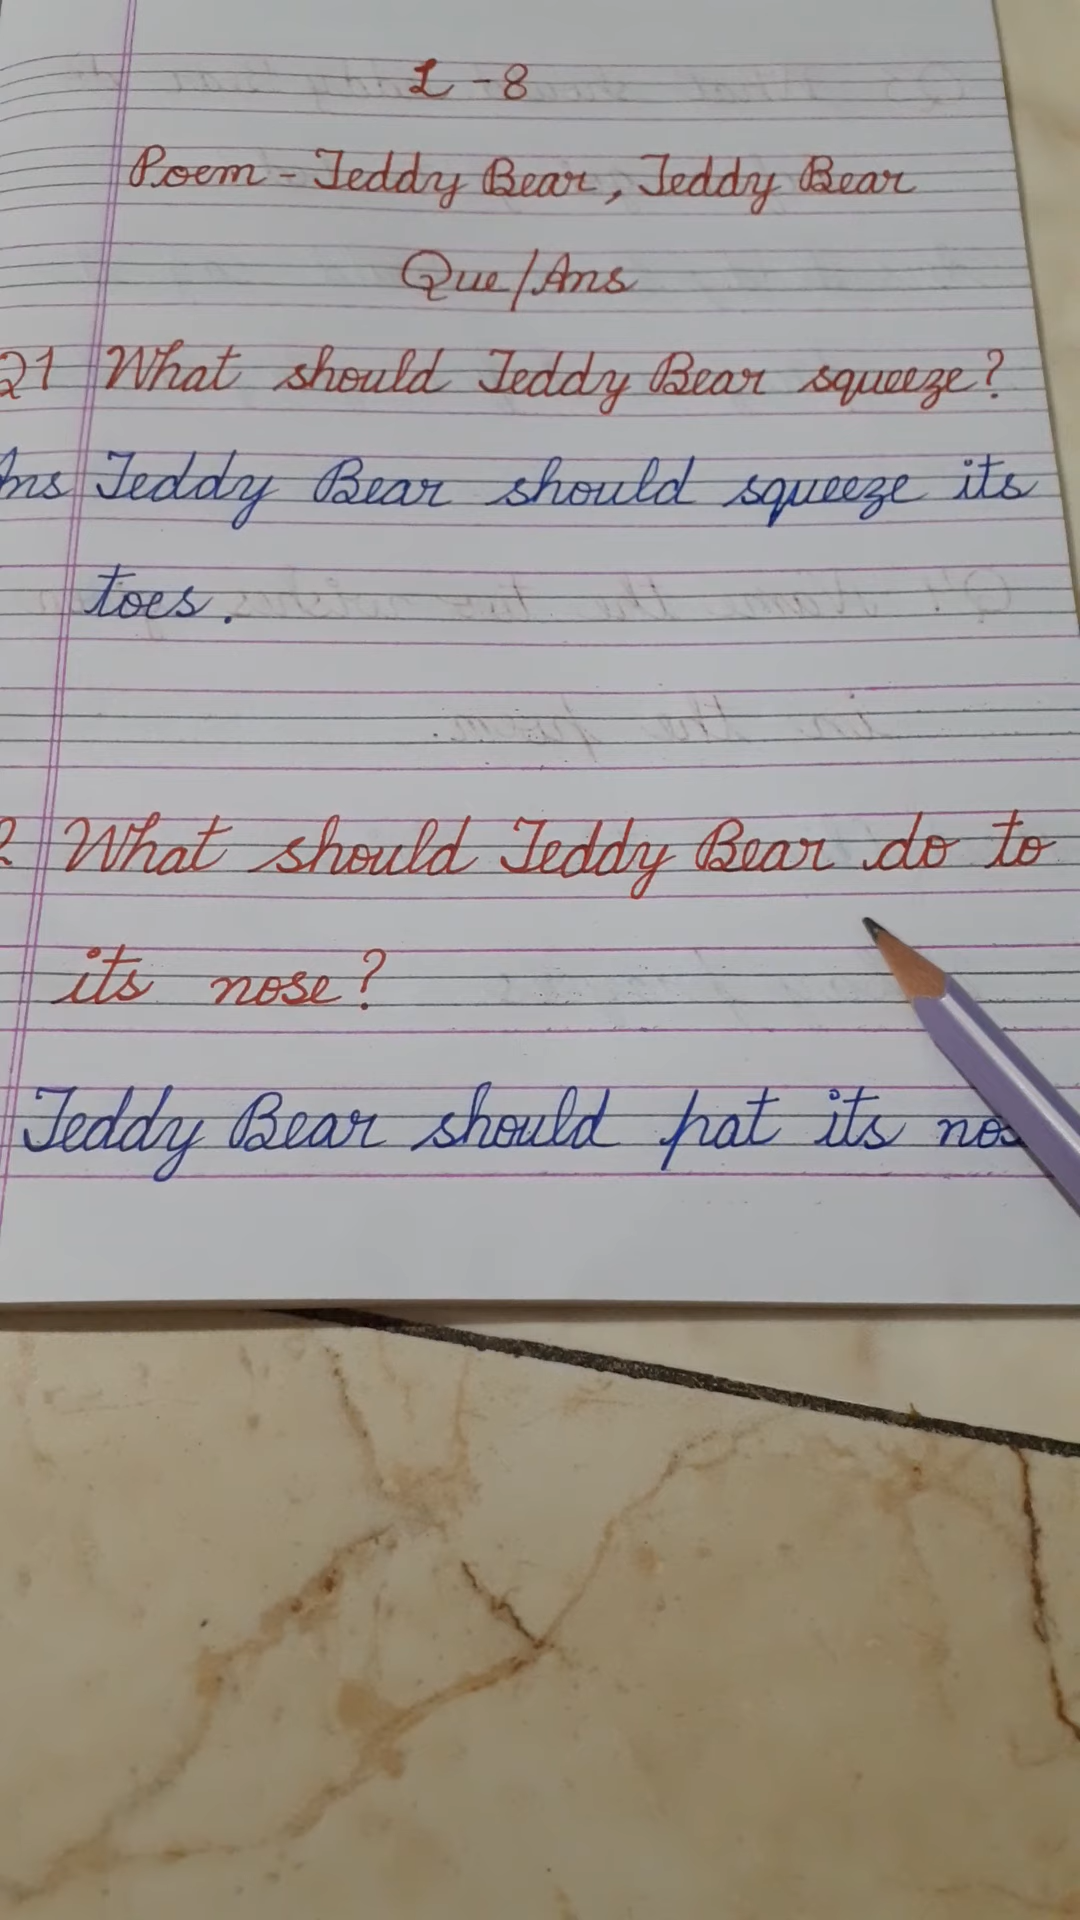 L-8
Poem - Teddy Bear, Teddy Bear
Que/Ans
Q1 What should Teddy Bear squeeze?
Ans Teddy Bear should squeeze its
toes.
What should Teddy Bear do to
its nose?
Teddy Bear should pat its